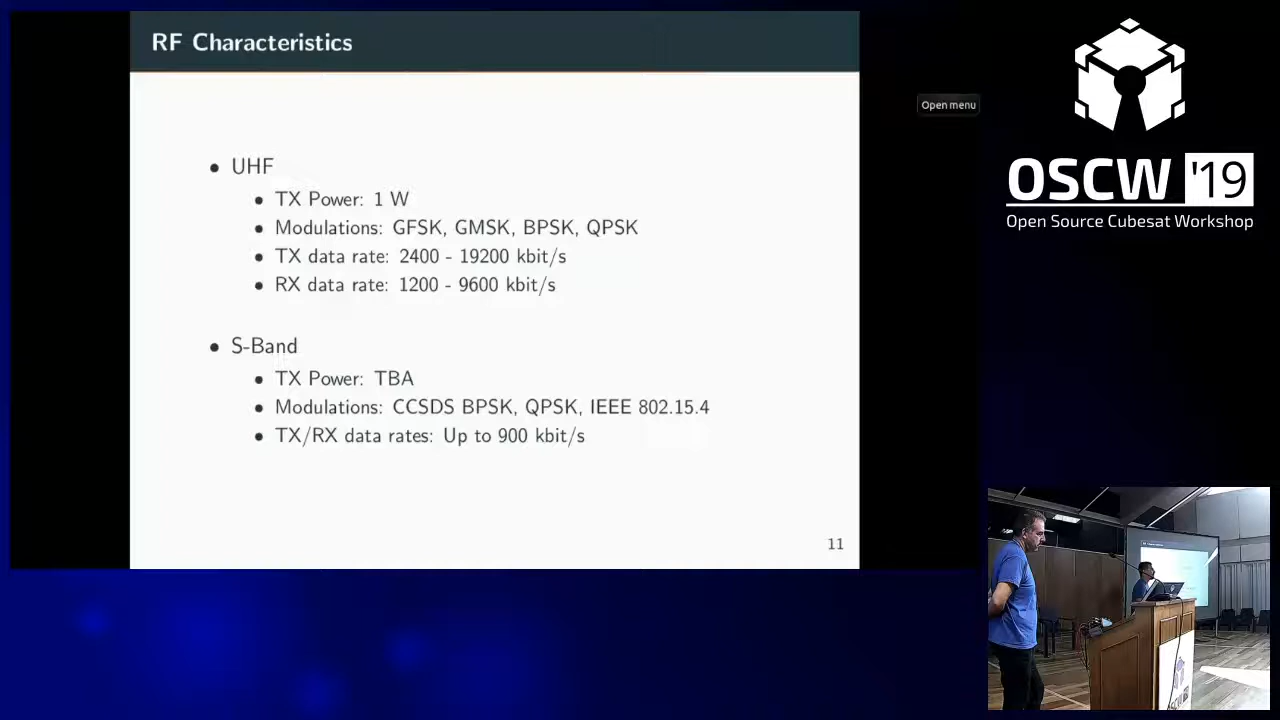 RF Characteristics
• UHF
• TX Power: 1 W
• Modulations: GFSK, GMSK, BPSK, QPSK
• TX data rate: 2400 - 19200 kbit/s
• RX data rate: 1200 - 9600 kbit/s
• S-Band
• TX Power: TBA
• Modulations: CCSDS BPSK, QPSK, IEEE 802.15.4
• TX/RX data rates: Up to 900 kbit/s
11
Open menu
OSCW '19
Open Source Cubesat Workshop